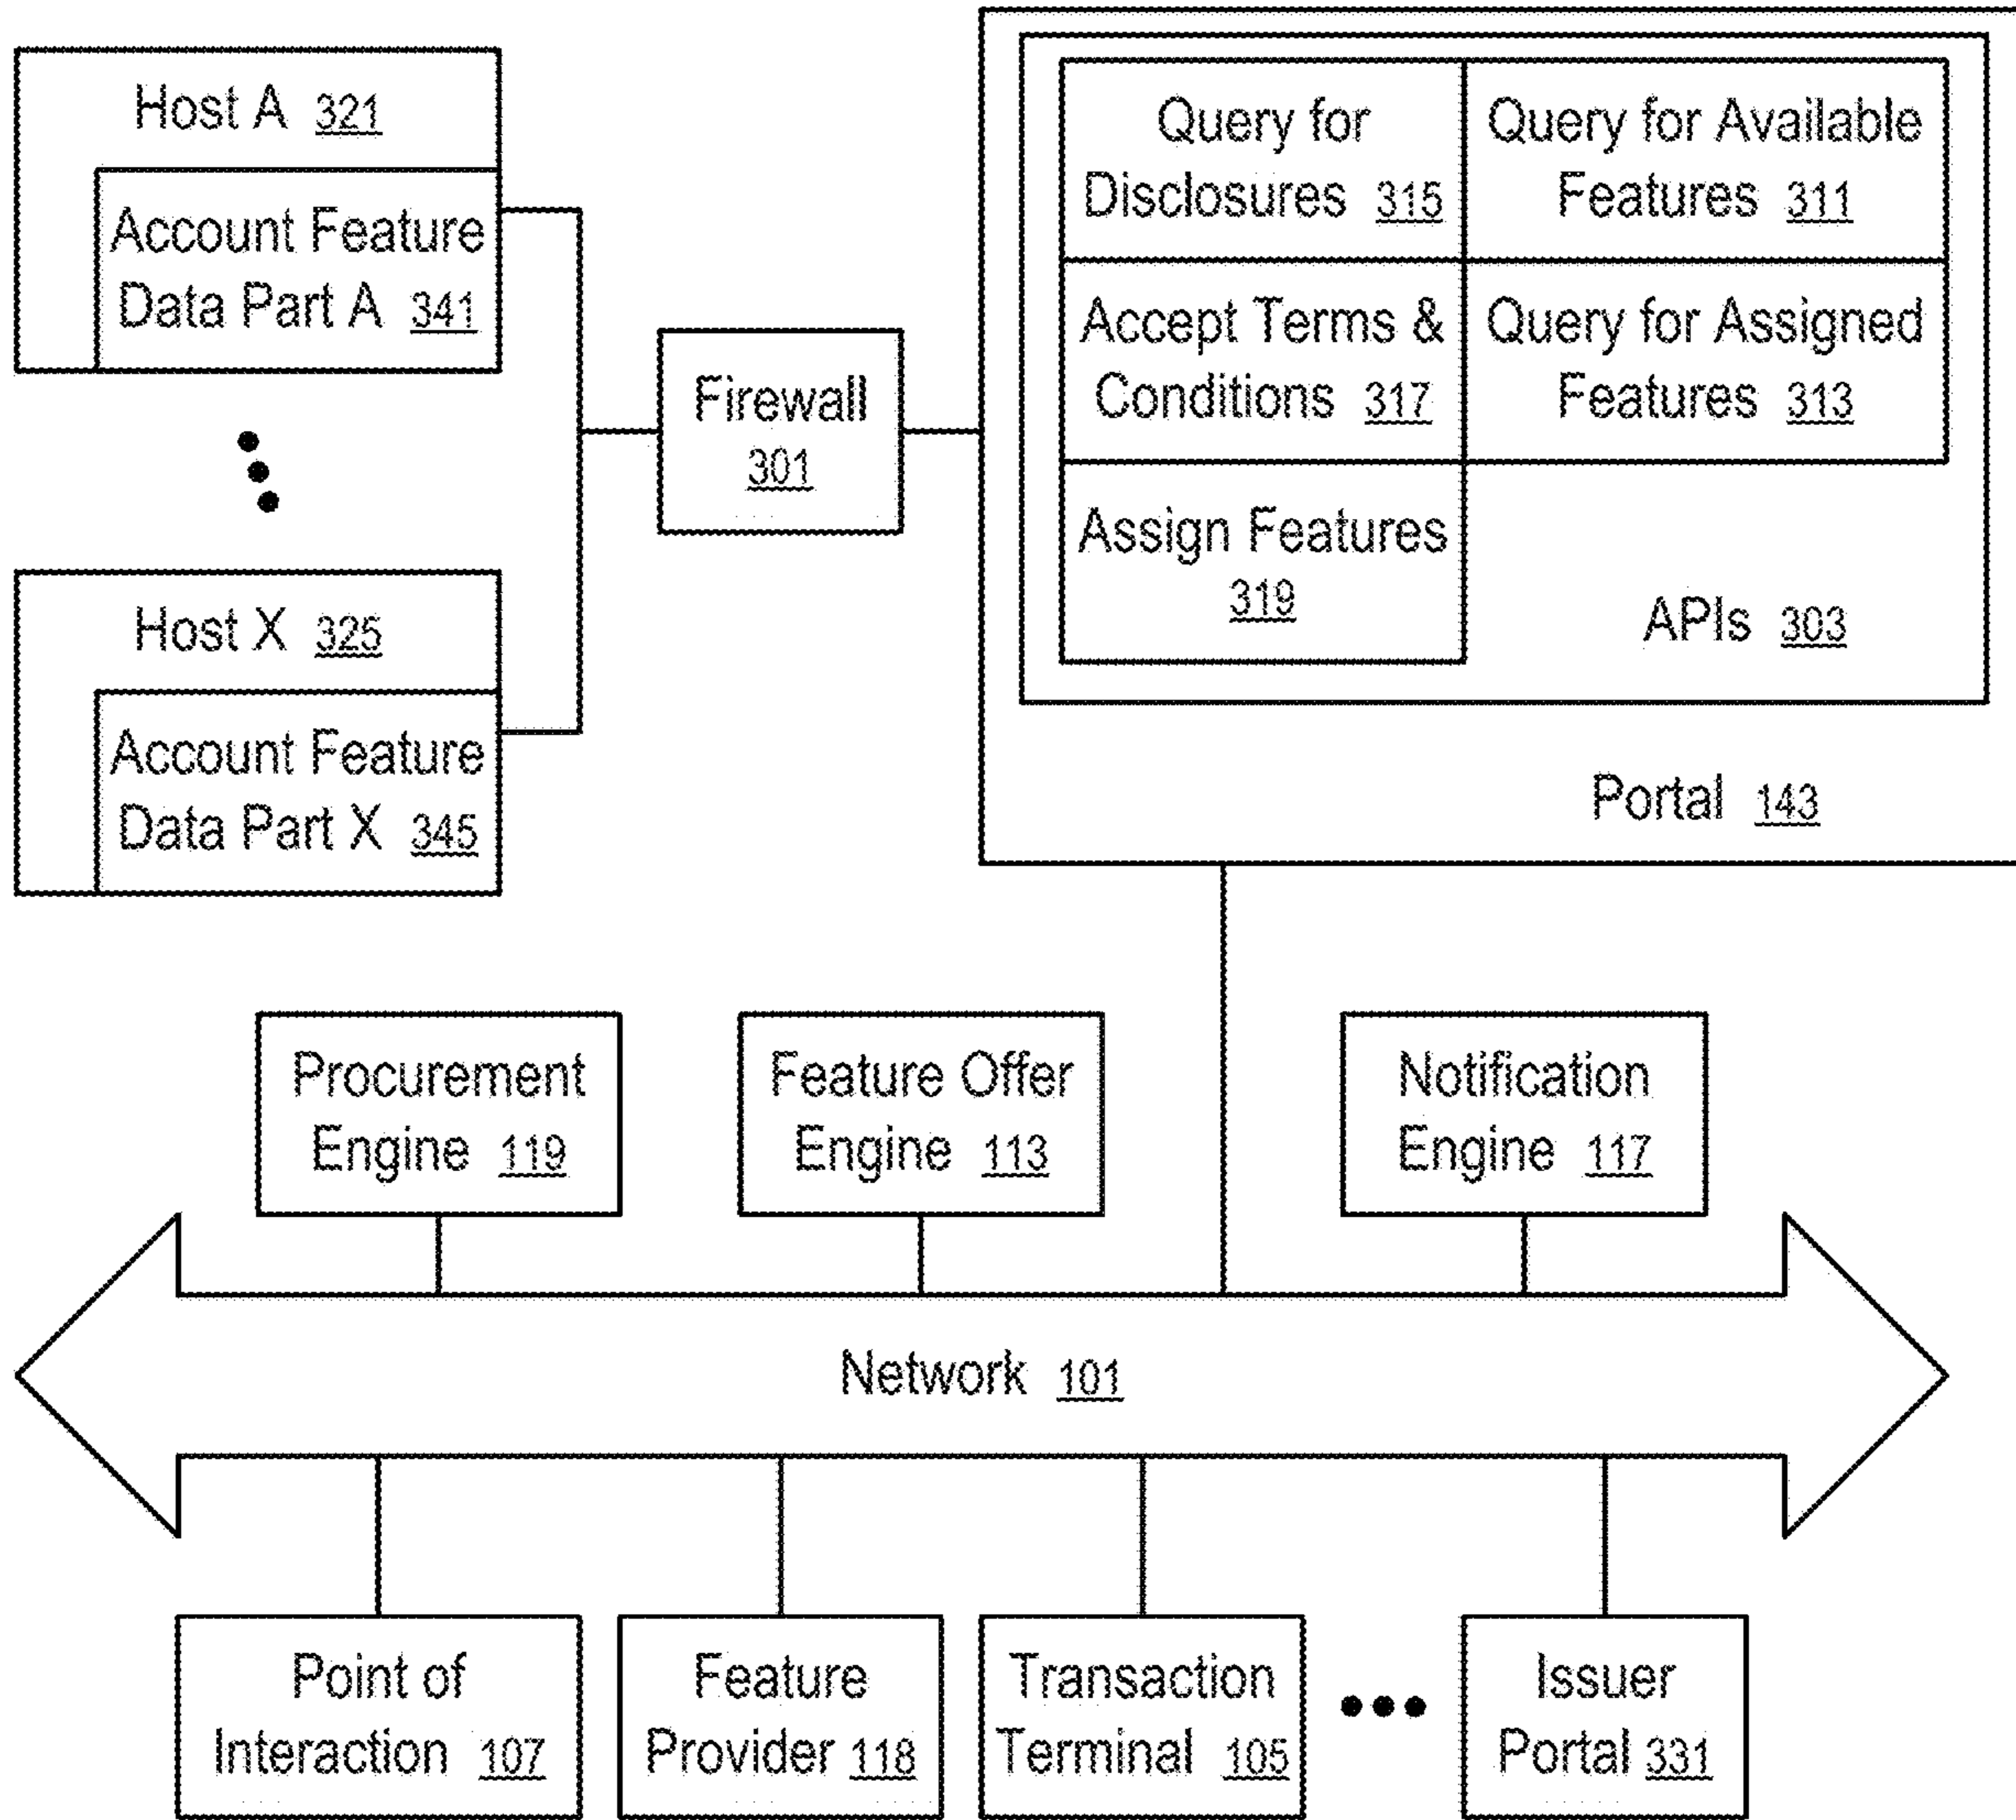 Host A 321
Account Feature
Data Part A 341
Host X 325
Account Feature
Data Part X 345
Firewall
301
Query for
Disclosures 315
Query for Available
Features 311
Accept Terms &
Conditions 317
Query for Assigned
Features 313
Assign Features
319
APIs 303
Portal 143
Procurement
Engine 119
Feature Offer
Engine 113
Notification
Engine 117
Network 101
Point of
Interaction 107
Feature
Provider 118
Transaction
Terminal 105
Issuer
Portal 331